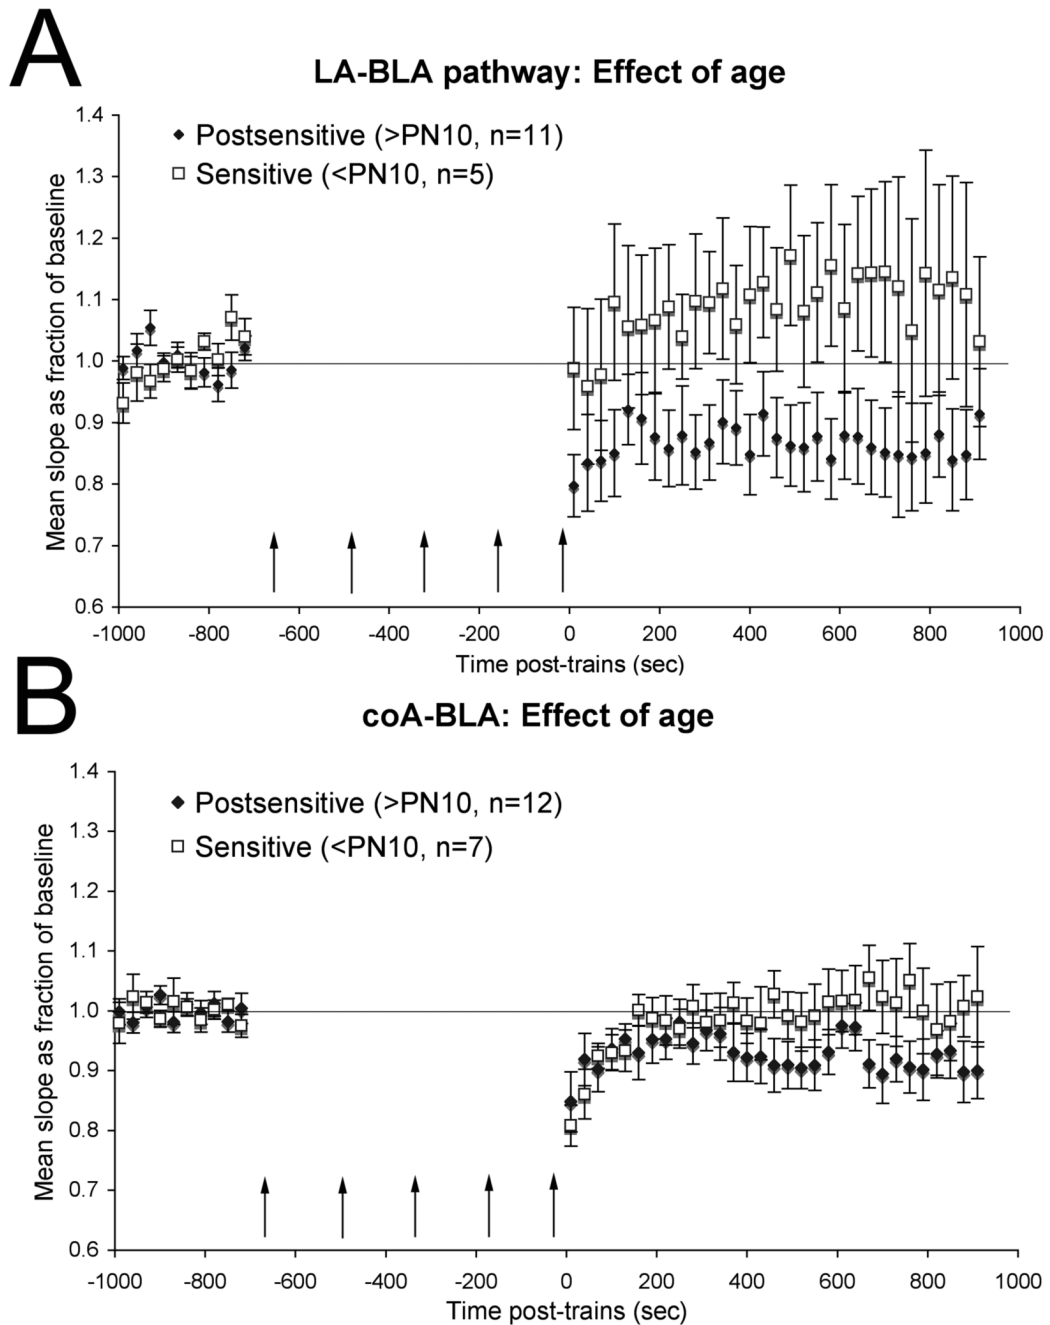 A
LA-BLA pathway: Effect of age
Postsensitive (>PN10, n=11)
Sensitive (<PN10, n=5)
Mean slope as fraction of baseline
1.4
1.3
1.2
1.1
1.0
0.9
0.8
0.7
0.6
-1000 -800 -600 -400 -200 0 200 400 600 800 1000
Time post-trains (sec)
B
coA-BLA: Effect of age
Postsensitive (>PN10, n=12)
Sensitive (<PN10, n=7)
Mean slope as fraction of baseline
1.4
1.3
1.2
1.1
1.0
0.9
0.8
0.7
0.6
-1000 -800 -600 -400 -200 0 200 400 600 800 1000
Time post-trains (sec)